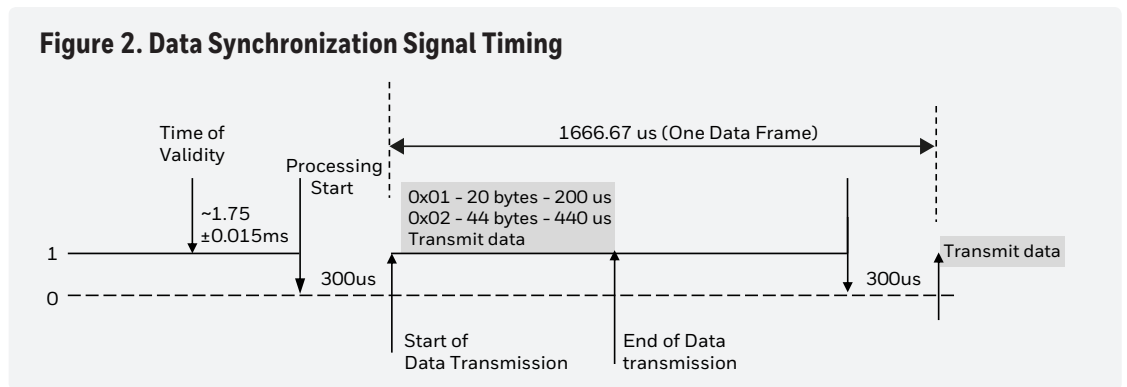 Figure 2. Data Synchronization Signal Timing
Time of
Validity
1666.67 us (One Data Frame)
Processing
Start
0x01 - 20 bytes - 200 us
0x02 - 44 bytes - 440 us
Transmit data
~1.75
±0.015ms
1
Transmit data
300us
300us
0
Start of
Data Transmission
End of Data
transmission